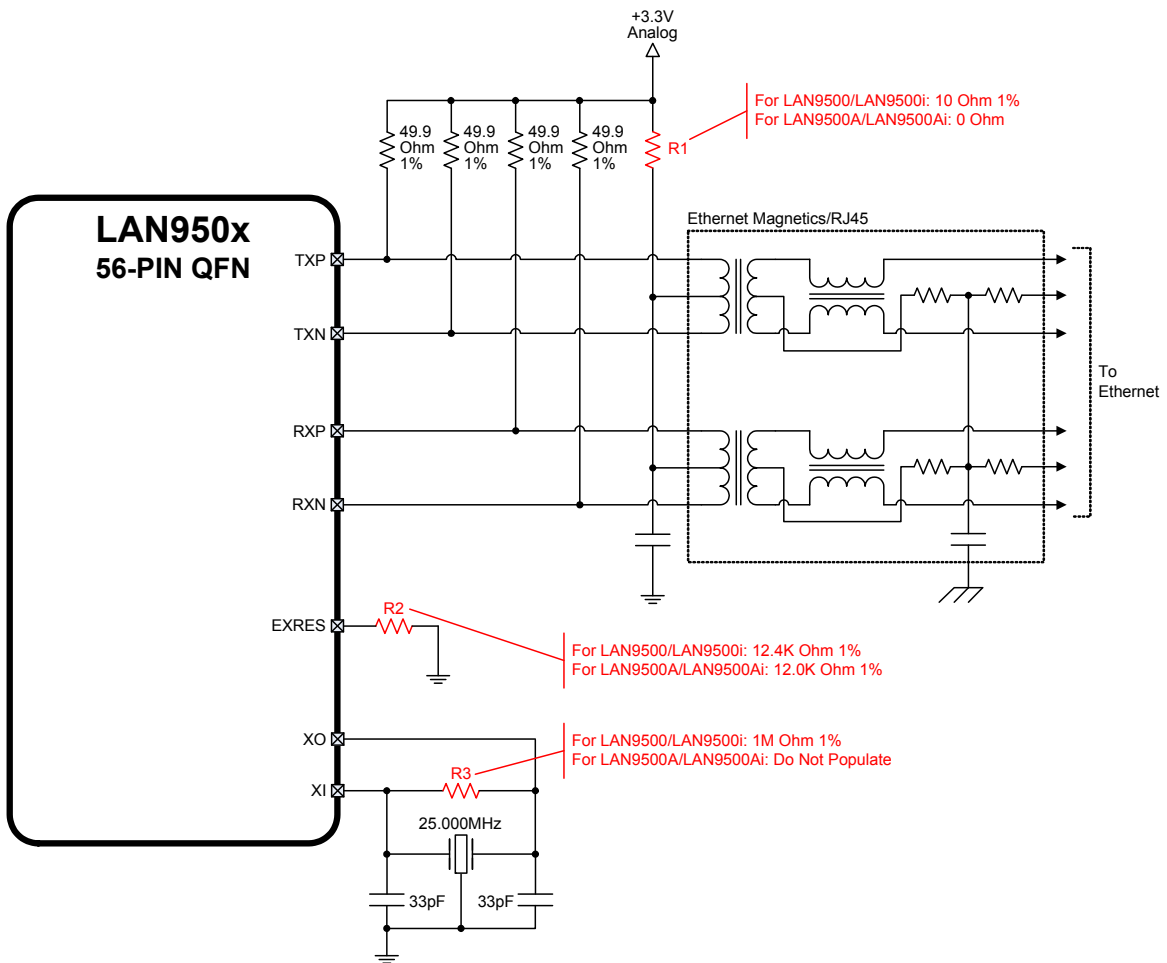 +3.3V
Analog
For LAN9500/LAN9500i: 10 Ohm 1%
For LAN9500A/LAN9500Ai: 0 Ohm
49.9
Ohm
1%
49.9
Ohm
1%
49.9
Ohm
1%
49.9
Ohm
1%
R1
LAN950x
56-PIN QFN
Ethernet Magnetics/RJ45
TXP
TXN
To
Ethernet
RXP
RXN
EXRES
R2
For LAN9500/LAN9500i: 12.4K Ohm 1%
For LAN9500A/LAN9500Ai: 12.0K Ohm 1%
XO
For LAN9500/LAN9500i: 1M Ohm 1%
For LAN9500A/LAN9500Ai: Do Not Populate
R3
XI
25.000MHz
33pF
33pF